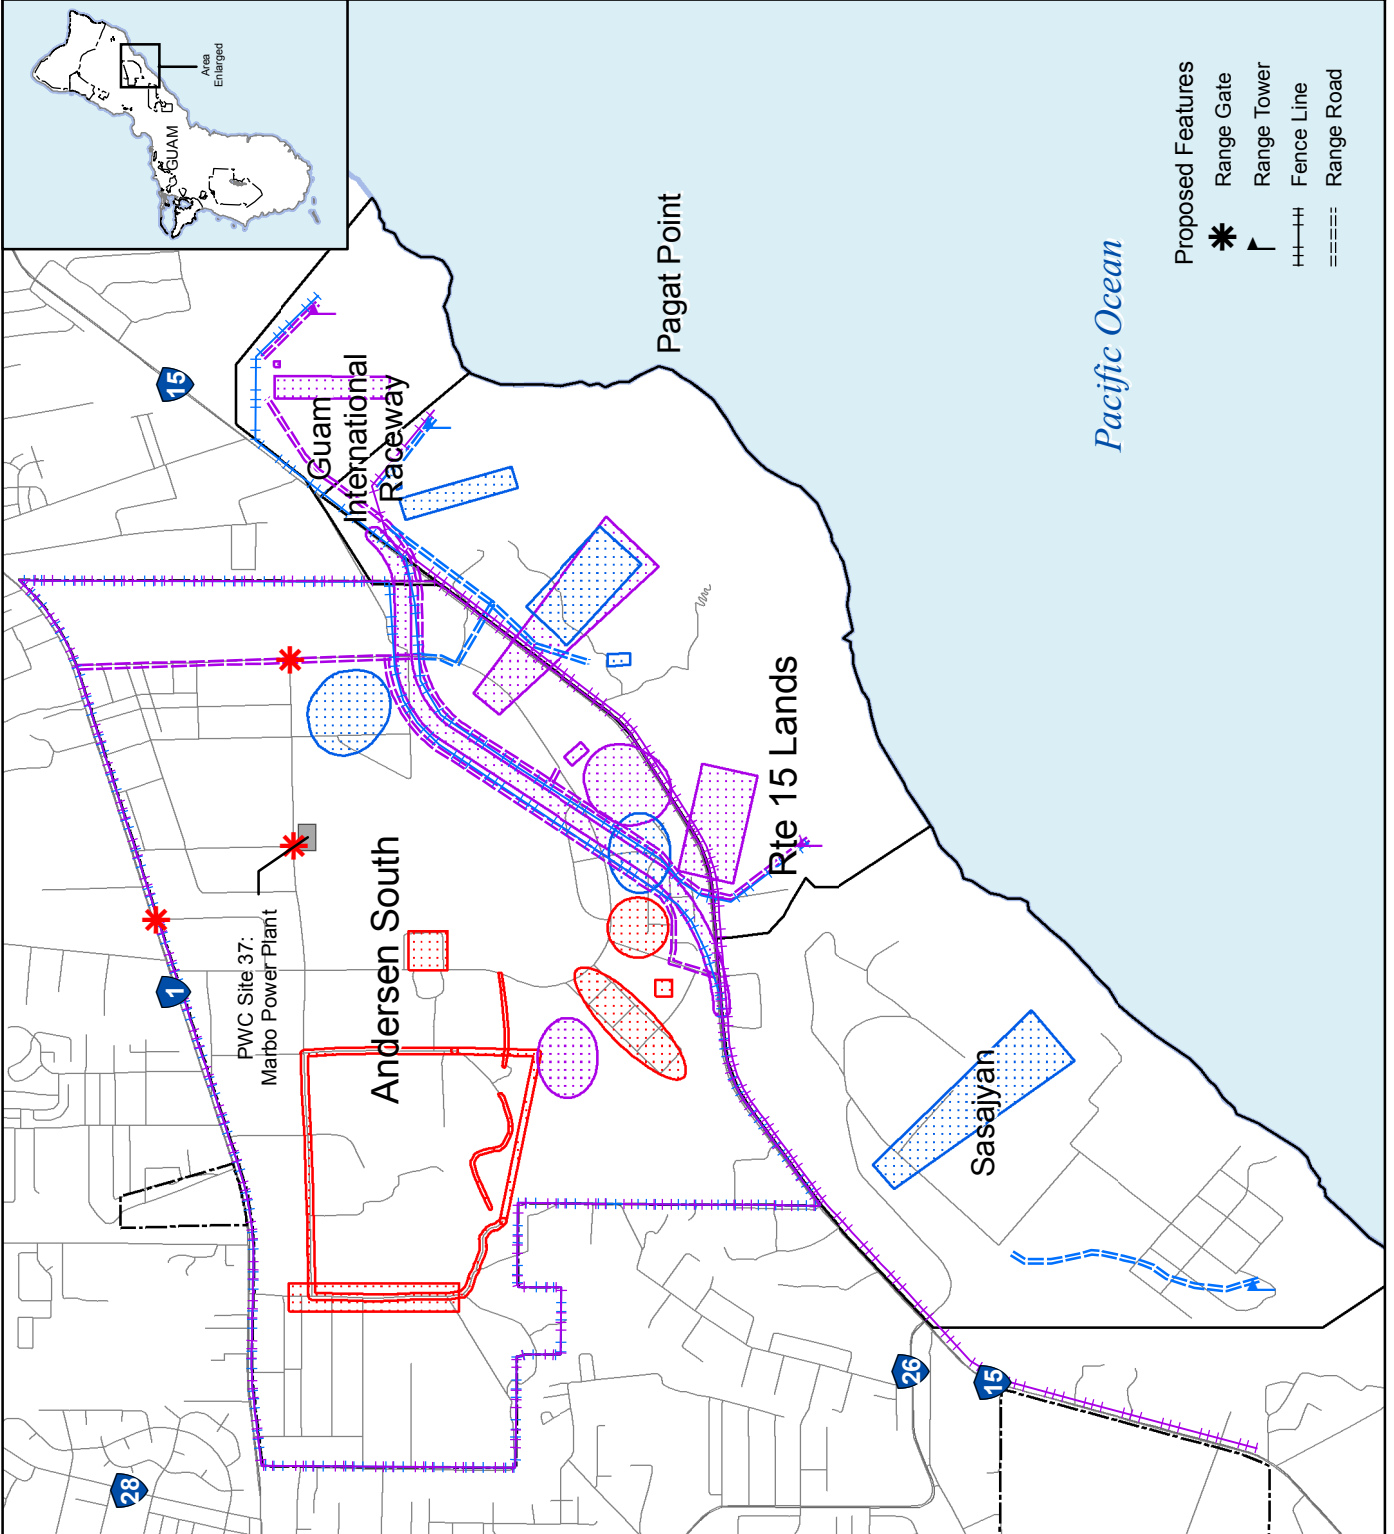 GUAM
Area
Enlarged
Proposed Features
Range Gate
Range Tower
Fence Line
Range Road
15
Guam
International
Raceway
Pagat Point
Pacific Ocean
1
PWC Site 37:
Marbo Power Plant
Andersen South
Rte 15 Lands
Sasajyan
28
26
15